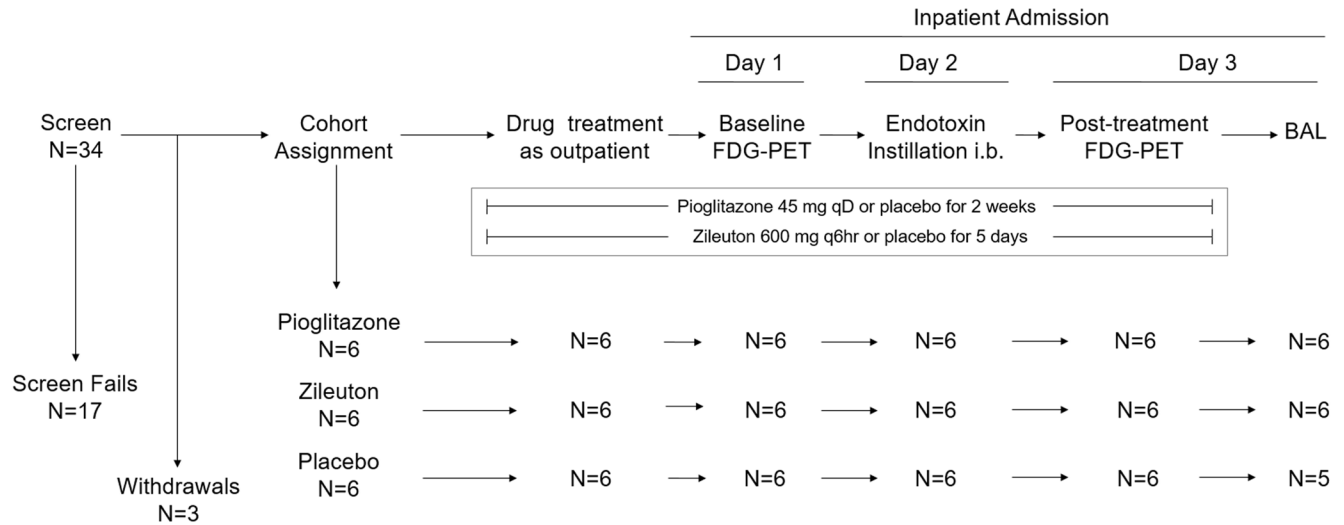 Inpatient Admission
Day 1
Day 2
Day 3
Screen
N=34
Cohort
Assignment
Drug treatment
as outpatient
Baseline
FDG-PET
Endotoxin
Instillation i.b.
Post-treatment
FDG-PET
BAL
Pioglitazone 45 mg qD or placebo for 2 weeks
Zileuton 600 mg q6hr or placebo for 5 days
Pioglitazone
N=6
N=6
N=6
N=6
N=6
N=6
Screen Fails
N=17
Zileuton
N=6
N=6
N=6
N=6
N=6
N=6
Withdrawals
N=3
Placebo
N=6
N=6
N=6
N=6
N=6
N=5